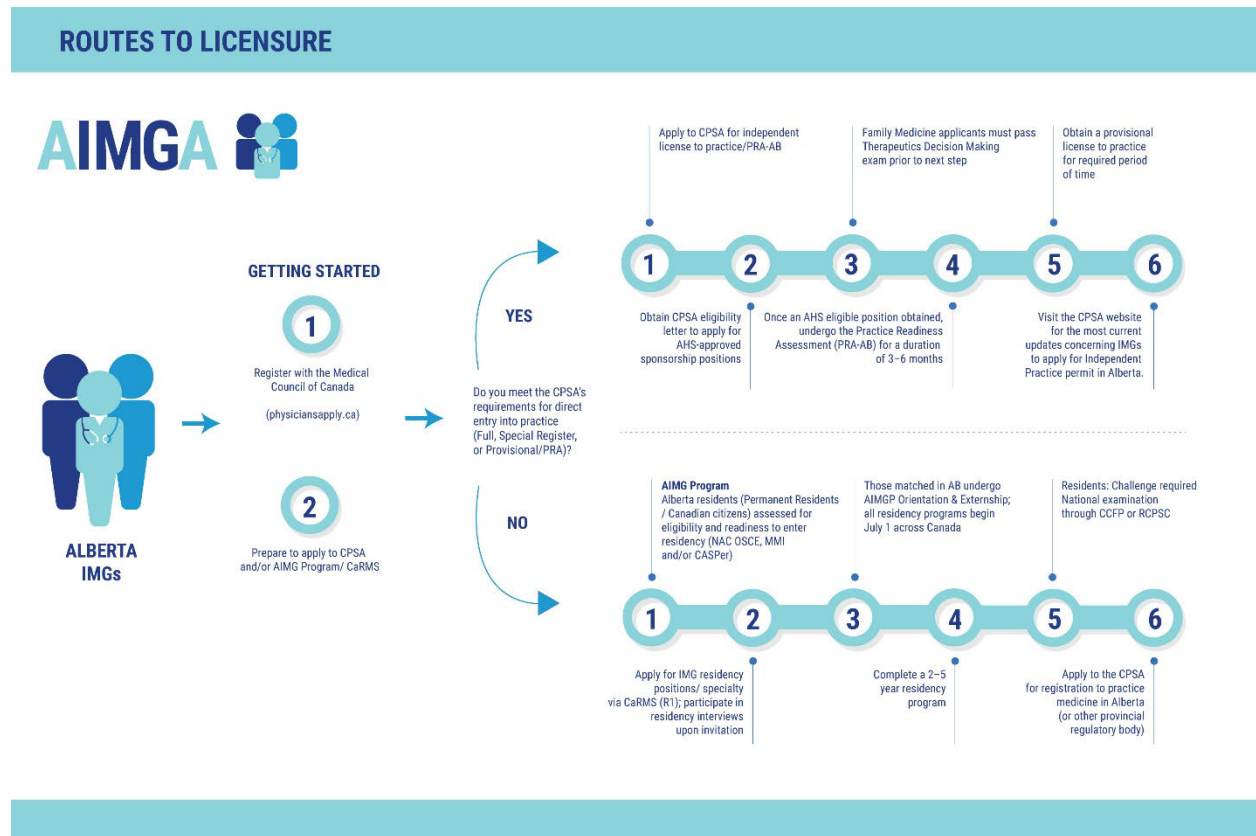 ROUTES TO LICENSURE
AIMGA
ALBERTA
IMGs
GETTING STARTED
1
Register with the Medical
Council of Canada
(physiciansapply.ca)
2
Prepare to apply to CPSA
and/or AIMG Program/ CaRMS
Do you meet the CPSA's
requirements for direct
entry into practice
(Full, Special Register,
or Provisional/PRA)?
YES
Apply to CPSA for independent
license to practice/PRA-AB
Family Medicine applicants must pass
Therapeutics Decision Making
exam prior to next step
Obtain a provisional
license to practice
for required period
of time
1 2 3 4 5 6
Obtain CPSA eligibility
letter to apply for
AHS-approved
sponsorship positions
Once an AHS eligible position obtained,
undergo the Practice Readiness
Assessment (PRA-AB) for a duration
of 3–6 months
Visit the CPSA website
for the most current
updates concerning IMGs
to apply for Independent
Practice permit in Alberta.
NO
AIMG Program
Alberta residents (Permanent Residents
/ Canadian citizens) assessed for
eligibility and readiness to enter
residency (NAC OSCE, MMI
and/or CASPer)
Those matched in AB undergo
AIMGP Orientation & Externship;
all residency programs begin
July 1 across Canada
Residents: Challenge required
National examination
through CCFP or RCPSC
1 2 3 4 5 6
Apply for IMG residency
positions/ specialty
via CaRMS (R1); participate in
residency interviews
upon invitation
Complete a 2–5
year residency
program
Apply to the CPSA
for registration to practice
medicine in Alberta
(or other provincial
regulatory body)